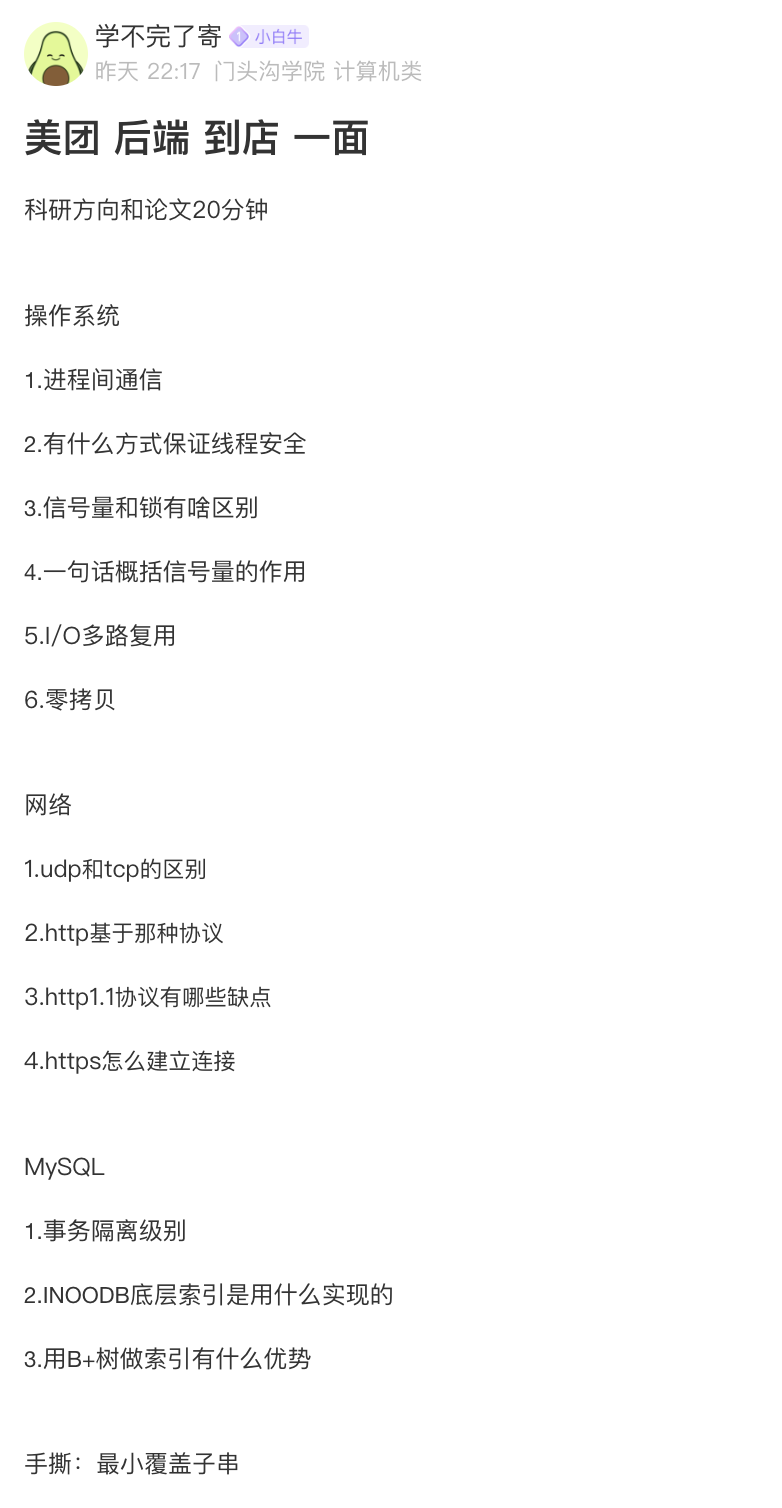 学不完了寄 1 小白牛
昨天 22:17 门头沟学院 计算机类
美团 后端 到店 一面
科研方向和论文20分钟
操作系统
1.进程间通信
2.有什么方式保证线程安全
3.信号量和锁有啥区别
4.一句话概括信号量的作用
5.I/O多路复用
6.零拷贝
网络
1.udp和tcp的区别
2.http基于那种协议
3.http1.1协议有哪些缺点
4.https怎么建立连接
MySQL
1.事务隔离级别
2.INOODB底层索引是用什么实现的
3.用B+树做索引有什么优势
手撕：最小覆盖子串